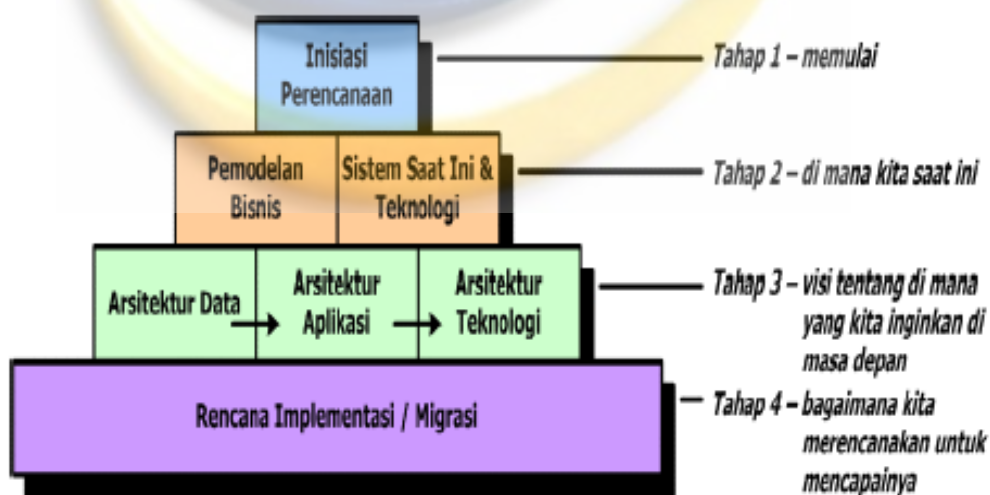 Inisiasi
Perencanaan
Tahap 1 – memulai
Pemodelan
Bisnis
Sistem Saat Ini &
Teknologi
Tahap 2 – di mana kita saat ini
Arsitektur Data
Arsitektur
Aplikasi
Arsitektur
Teknologi
Tahap 3 – visi tentang di mana
yang kita inginkan di
masa depan
Rencana Implementasi / Migrasi
Tahap 4 – bagaimana kita
merencanakan untuk
mencapainya